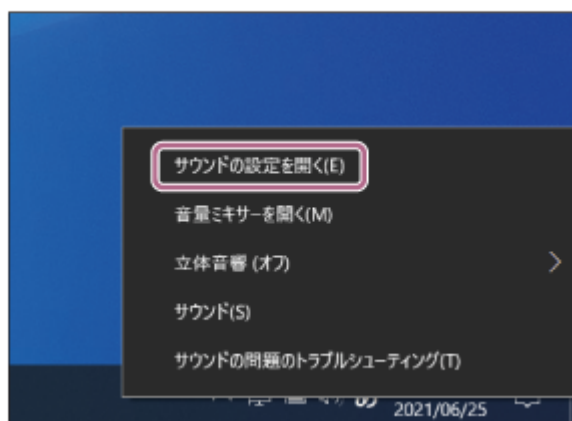 サウンドの設定を開く(E)
音量ミキサーを開く(M)
立体音響 (オフ)
サウンド(S)
サウンドの問題のトラブルシューティング(T)
あ
2021/06/25